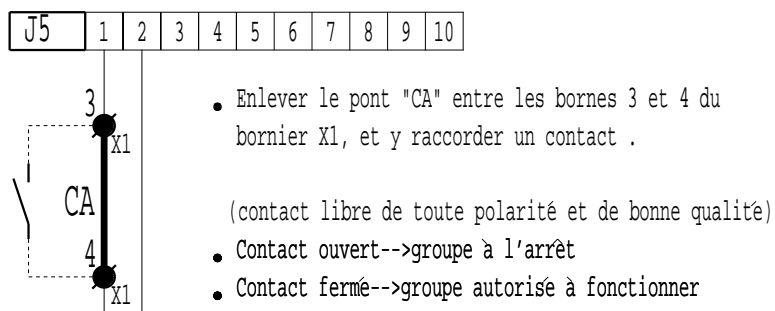 J5 1 2 3 4 5 6 7 8 9 10
3
X1
CA
4
X1
• Enlever le pont "CA" entre les bornes 3 et 4 du
bornier X1, et y raccorder un contact .
(contact libre de toute polarité et de bonne qualité)
• Contact ouvert-->groupe à l'arrêt
• Contact fermé-->groupe autorisé à fonctionner